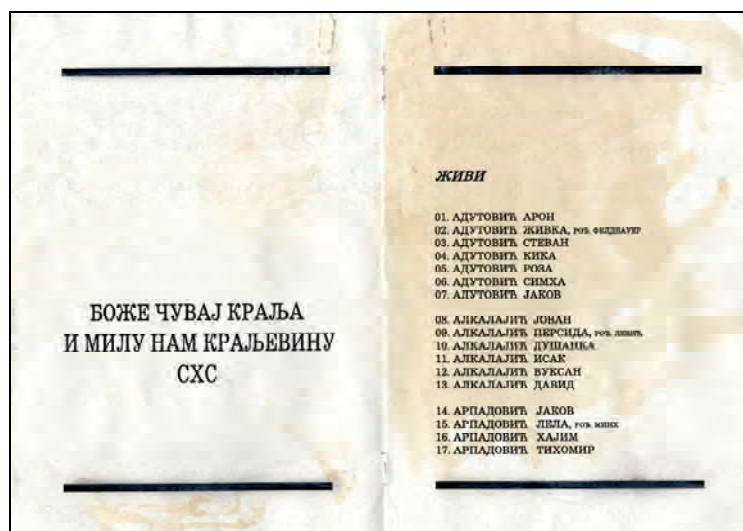 БОЖЕ ЧУВАЈ КРАЉА
И МИЛУ НАМ КРАЉЕВИНУ
СХС
ЖИВИ
01. АДУТОВИЋ АРОН
02. АДУТОВИЋ ЖИВКА, РОЂ. ФЕЛДБАУЕР
03. АДУТОВИЋ СТЕВАН
04. АДУТОВИЋ КИКА
05. АДУТОВИЋ РОЗА
06. АДУТОВИЋ СИМХА
07. АДУТОВИЋ ЈАКОВ
08. АЛКАЛАЈИЋ ЈОВАН
09. АЛКАЛАЈИЋ ПЕРСИДА, РОЂ.
10. АЛКАЛАЈИЋ ДУШАНКА
11. АЛКАЛАЈИЋ ИСАК
12. АЛКАЛАЈИЋ ВУКСАН
13. АЛКАЛАЈИЋ ДАВИД
14. АРПАДОВИЋ ЈАКОВ
15. АРПАДОВИЋ ЛЕЛА, РОЂ. МИНХ
16. АРПАДОВИЋ ХАЈИМ
17. АРПАДОВИЋ ТИХОМИР